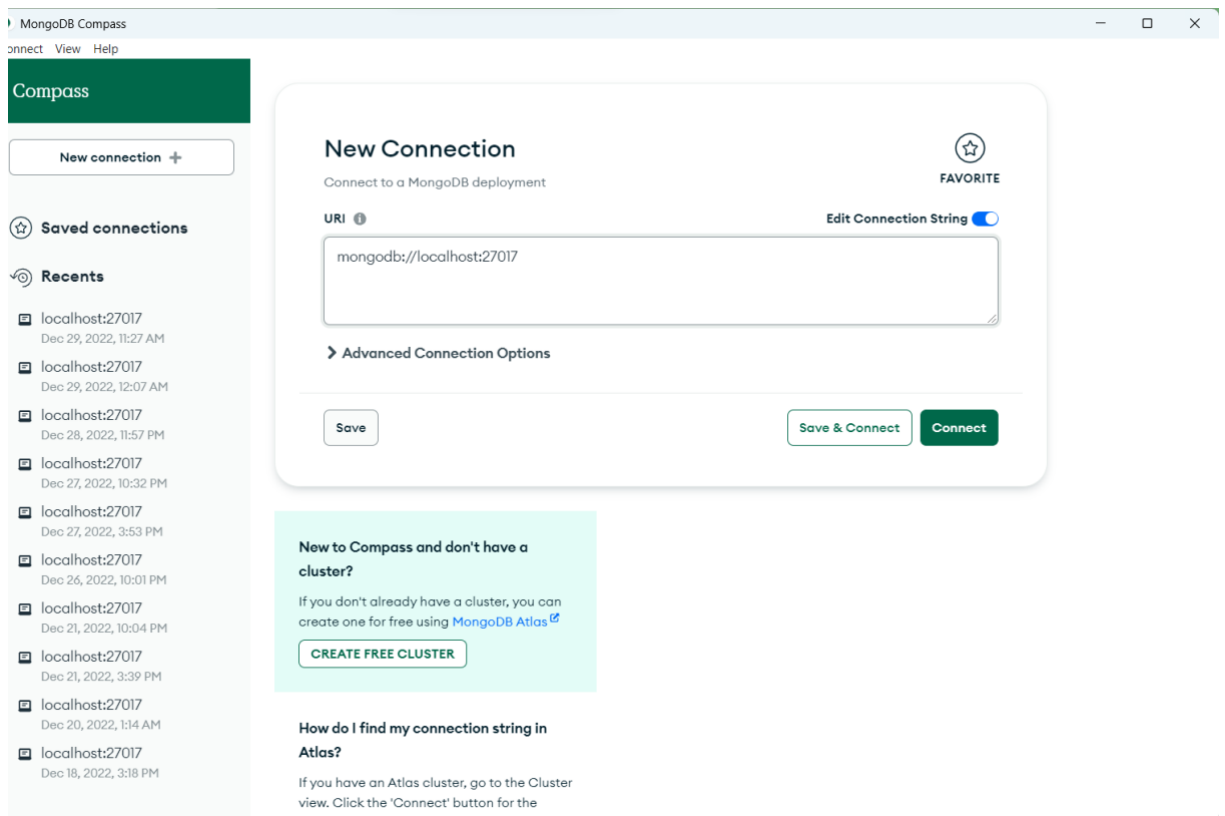 MongoDB Compass
onnect View Help
Compass
New connection
Saved connections
Recents
localhost:27017
Dec 29, 2022, 11:27 AM
localhost:27017
Dec 29, 2022, 12:07 AM
localhost:27017
Dec 28, 2022, 11:57 PM
localhost:27017
Dec 27, 2022, 10:32 PM
localhost:27017
Dec 27, 2022, 3:53 PM
localhost:27017
Dec 26, 2022, 10:01 PM
localhost:27017
Dec 21, 2022, 10:04 PM
localhost:27017
Dec 21, 2022, 3:39 PM
localhost:27017
Dec 20, 2022, 1:14 AM
localhost:27017
Dec 18, 2022, 3:18 PM
New Connection
Connect to a MongoDB deployment
FAVORITE
URI
Edit Connection String
mongodb://localhost:27017
Advanced Connection Options
Save
Save & Connect
Connect
New to Compass and don't have a
cluster?
If you don't already have a cluster, you can
create one for free using MongoDB Atlas
CREATE FREE CLUSTER
How do I find my connection string in
Atlas?
If you have an Atlas cluster, go to the Cluster
view. Click the 'Connect' button for the